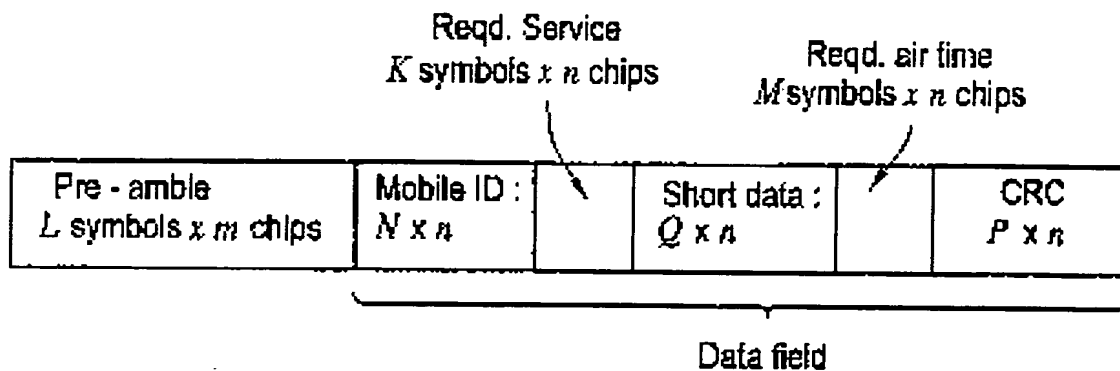 Reqd. Service
K symbols x n chips
Reqd. air time
M symbols x n chips
Pre - amble
L symbols x m chips
Mobile ID :
N x n
Short data :
Q x n
CRC
P x n
Data field